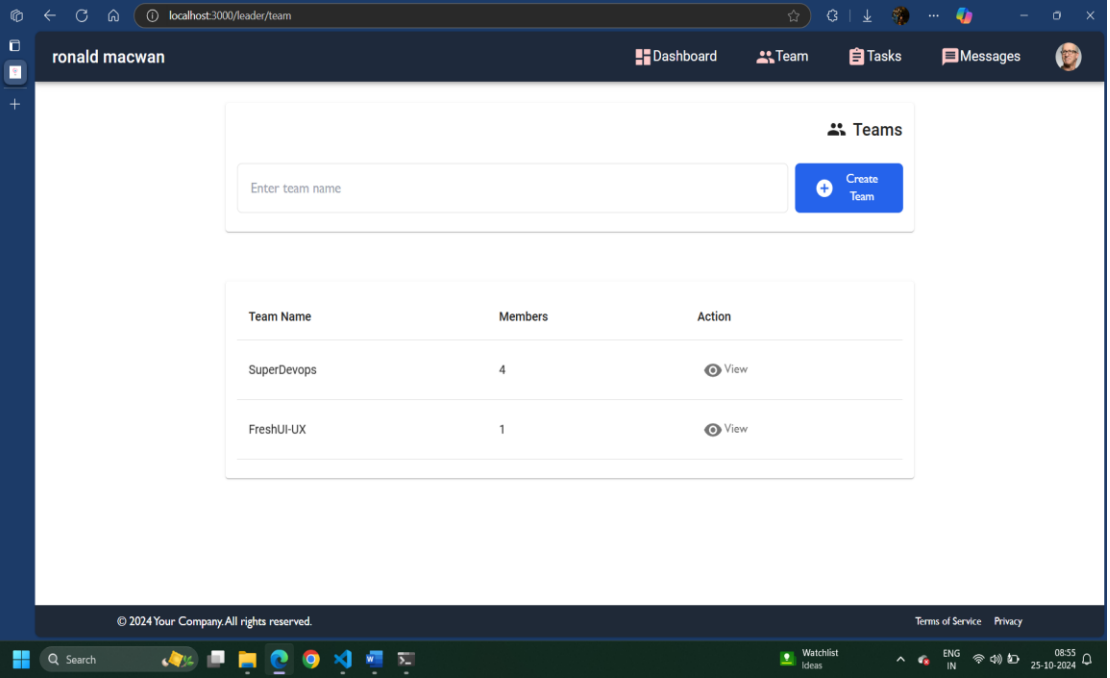 localhost:3000/leader/team
ronald macwan
Dashboard
Team
Tasks
Messages
Teams
Enter team name
Create
Team
Team Name Members Action
SuperDevops 4 View
FreshUI-UX 1 View
© 2024 Your Company. All rights reserved.
Terms of Service Privacy
Search
Watchlist
Ideas
ENG
IN
08:55
25-10-2024